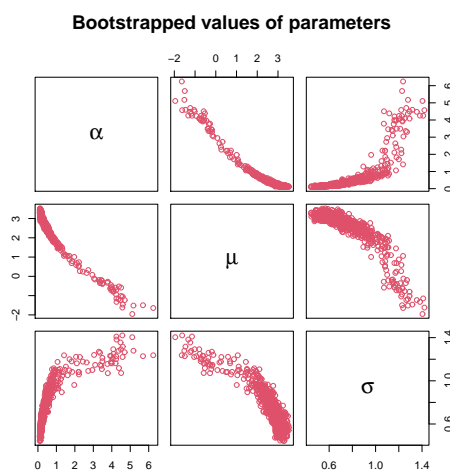 Bootstrapped values of parameters
−2 0 1 2 3
α
0 1 2 3 4 5 6
−2 0 1 2 3
μ
0.6 1.0 1.4
σ
0 1 2 3 4 5 6
0.6 1.0 1.4